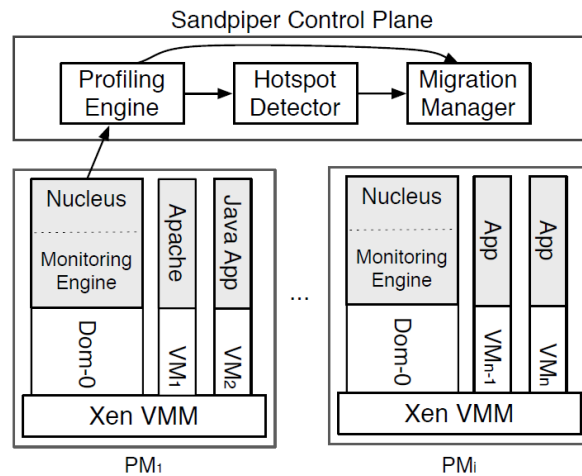 Sandpiper Control Plane
Profiling
Engine
Hotspot
Detector
Migration
Manager
Nucleus
Monitoring
Engine
Dom-0
Apache
VM1
Java App
VM2
Xen VMM
PM1
...
Nucleus
Monitoring
Engine
Dom-0
App
VMn-1
App
VMn
Xen VMM
PMi